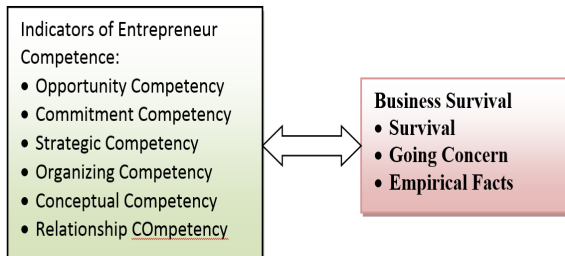 Indicators of Entrepreneur
Competence:
• Opportunity Competency
• Commitment Competency
• Strategic Competency
• Organizing Competency
• Conceptual Competency
• Relationship COmpetency
Business Survival
• Survival
• Going Concern
• Empirical Facts